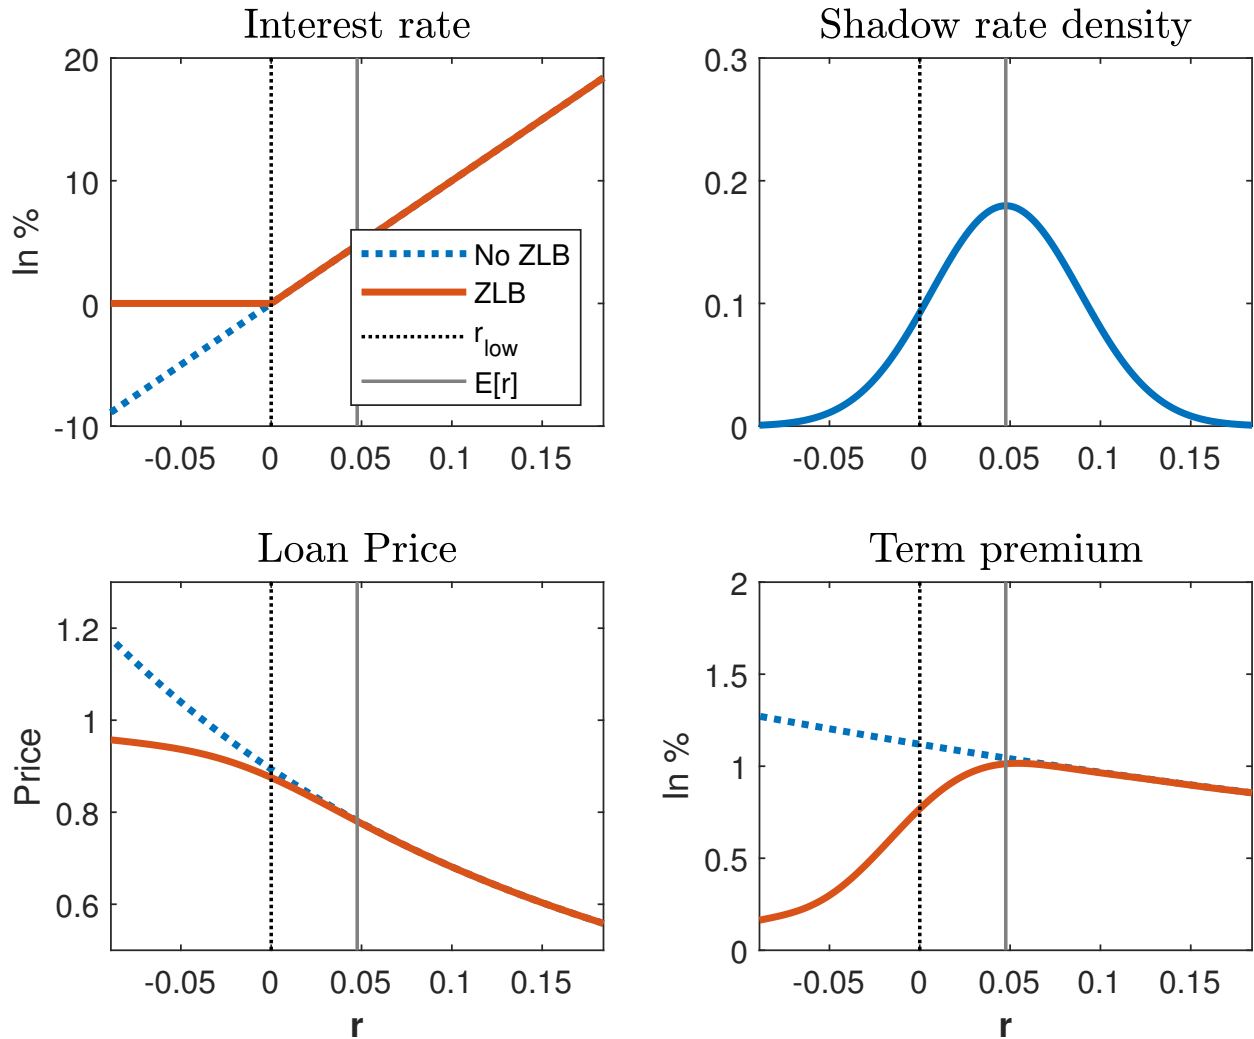 Interest rate
20
10
0
-10
In %
-0.05 0 0.05 0.1 0.15
No ZLB
ZLB
r_low
E[r]
Shadow rate density
0.3
0.2
0.1
0
-0.05 0 0.05 0.1 0.15
Loan Price
1.2
1
0.8
0.6
Price
-0.05 0 0.05 0.1 0.15
r
Term premium
2
1.5
1
0.5
0
In %
-0.05 0 0.05 0.1 0.15
r